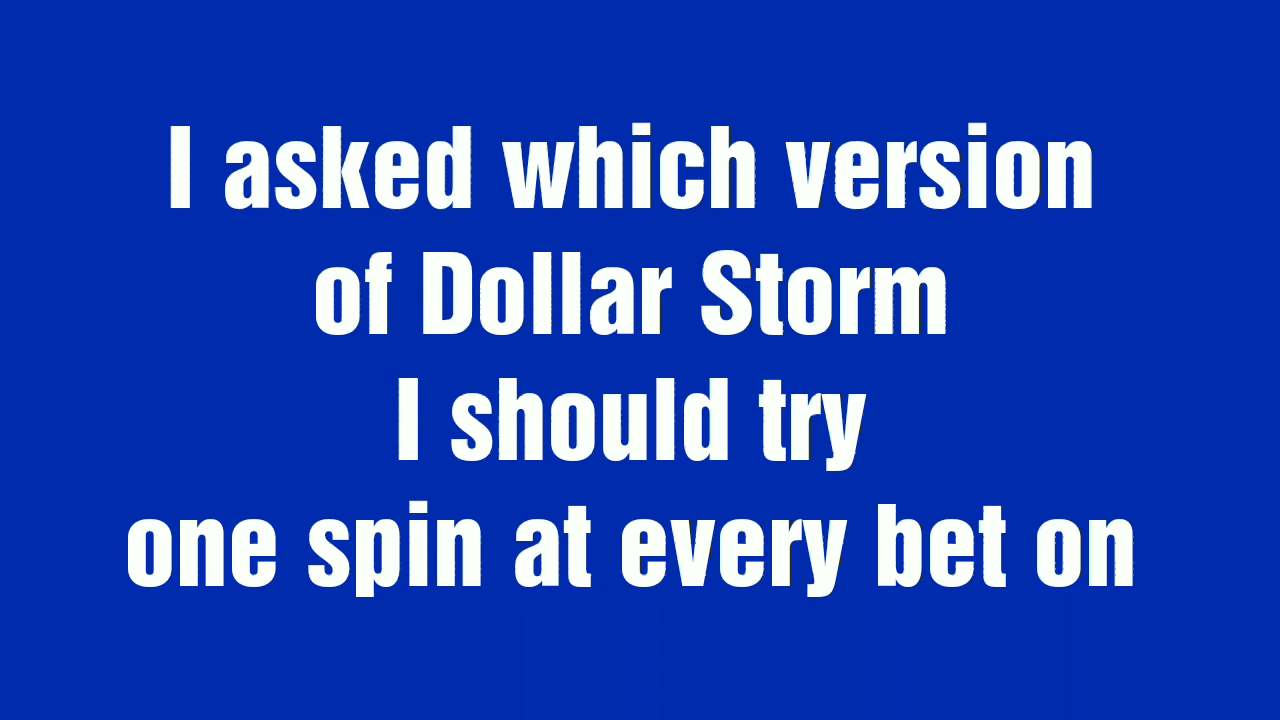 I asked which version
of Dollar Storm
I should try
one spin at every bet on